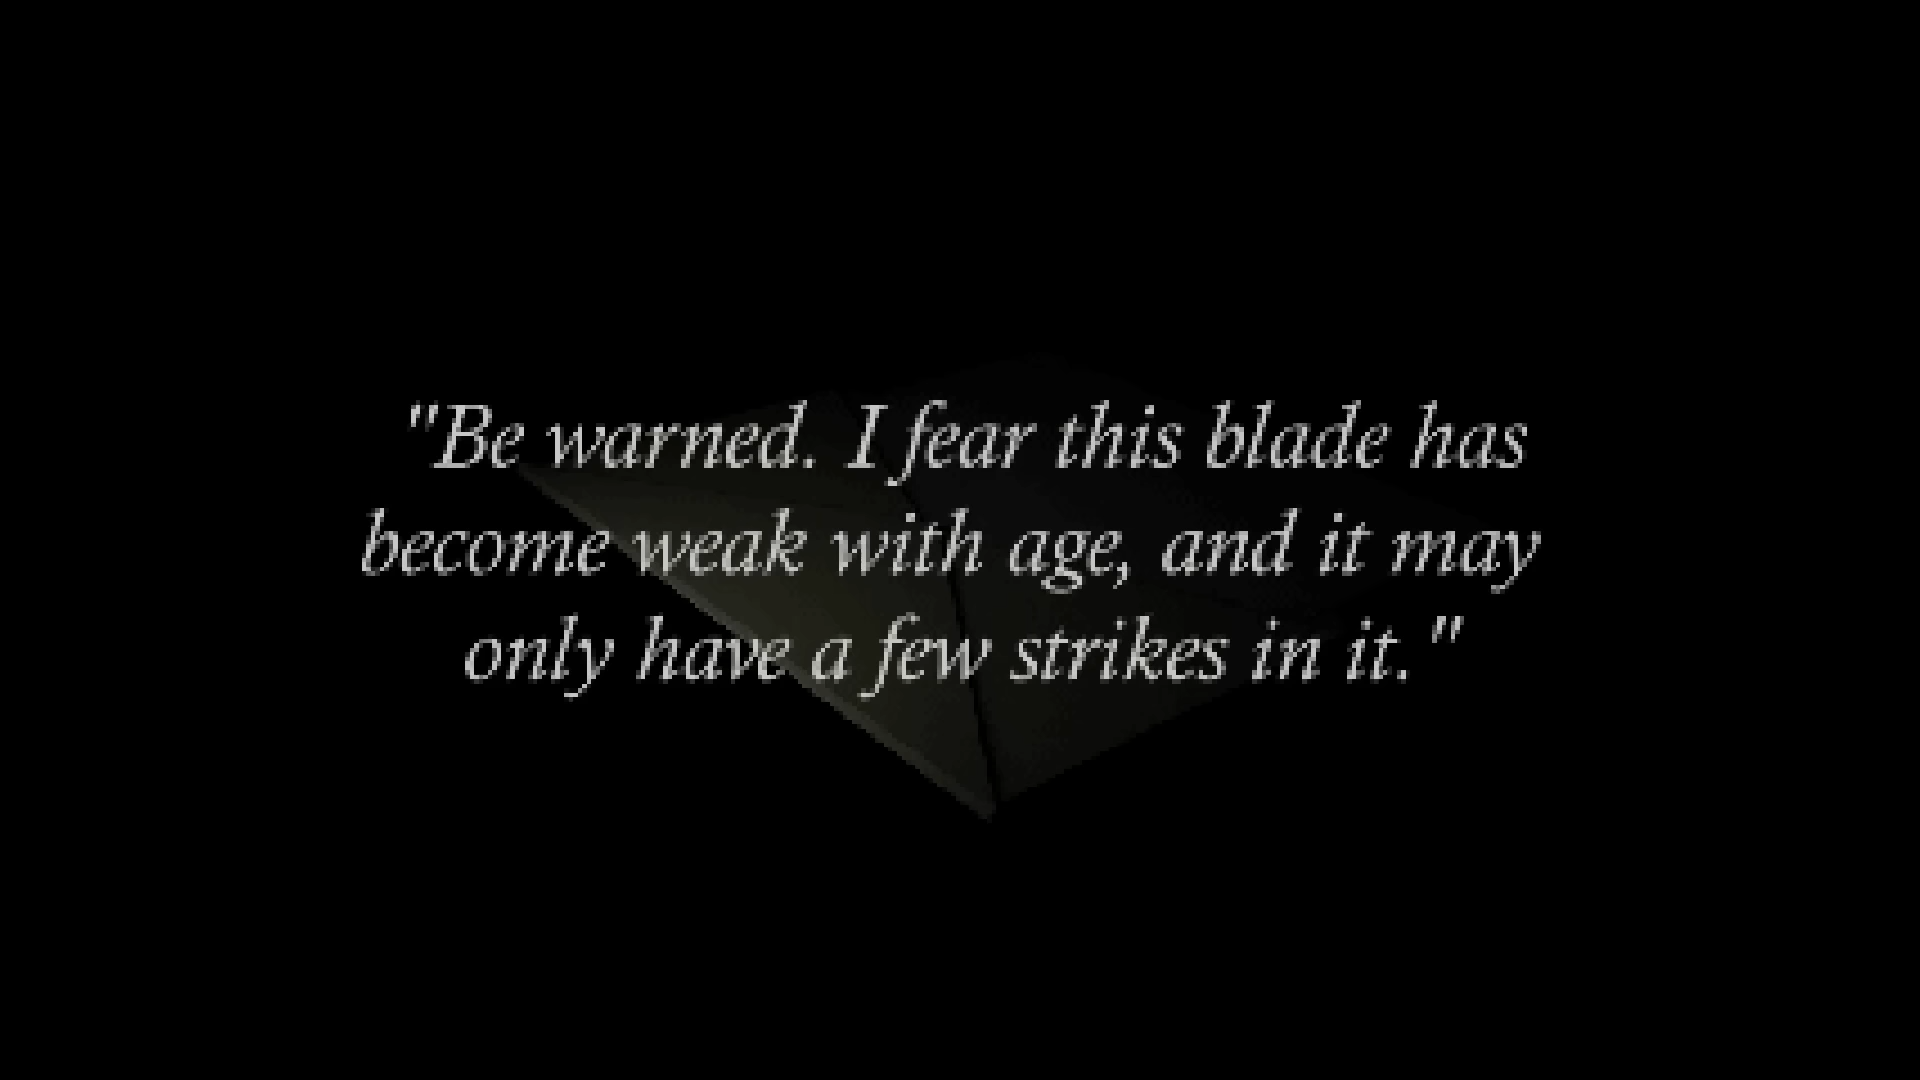 "Be warned. I fear this blade has
become weak with age, and it may
only have a few strikes in it."